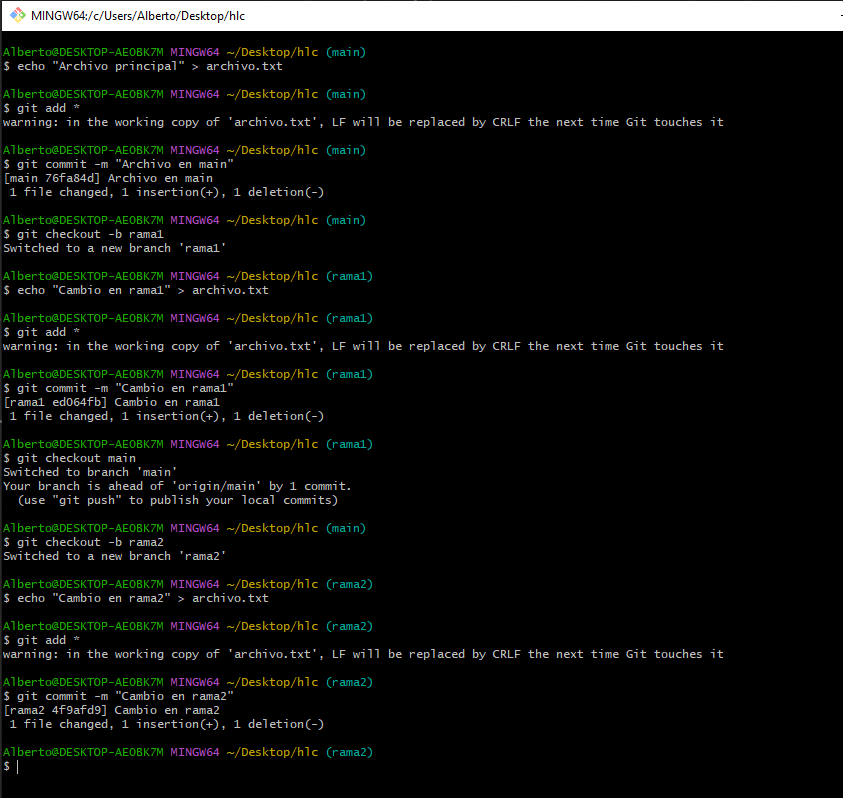 MINGW64:/c/Users/Alberto/Desktop/hlc
Alberto@DESKTOP-AEOBK7M MINGW64 ~/Desktop/hlc (main)
$ echo "Archivo principal" > archivo.txt
Alberto@DESKTOP-AEOBK7M MINGW64 ~/Desktop/hlc (main)
$ git add *
warning: in the working copy of 'archivo.txt', LF will be replaced by CRLF the next time Git touches it
Alberto@DESKTOP-AEOBK7M MINGW64 ~/Desktop/hlc (main)
$ git commit -m "Archivo en main"
[main 76fa84d] Archivo en main
 1 file changed, 1 insertion(+), 1 deletion(-)
Alberto@DESKTOP-AEOBK7M MINGW64 ~/Desktop/hlc (main)
$ git checkout -b rama1
Switched to a new branch 'rama1'
Alberto@DESKTOP-AEOBK7M MINGW64 ~/Desktop/hlc (rama1)
$ echo "Cambio en rama1" > archivo.txt
Alberto@DESKTOP-AEOBK7M MINGW64 ~/Desktop/hlc (rama1)
$ git add *
warning: in the working copy of 'archivo.txt', LF will be replaced by CRLF the next time Git touches it
Alberto@DESKTOP-AEOBK7M MINGW64 ~/Desktop/hlc (rama1)
$ git commit -m "Cambio en rama1"
[rama1 ed064fb] Cambio en rama1
 1 file changed, 1 insertion(+), 1 deletion(-)
Alberto@DESKTOP-AEOBK7M MINGW64 ~/Desktop/hlc (rama1)
$ git checkout main
Switched to branch 'main'
Your branch is ahead of 'origin/main' by 1 commit.
  (use "git push" to publish your local commits)
Alberto@DESKTOP-AEOBK7M MINGW64 ~/Desktop/hlc (main)
$ git checkout -b rama2
Switched to a new branch 'rama2'
Alberto@DESKTOP-AEOBK7M MINGW64 ~/Desktop/hlc (rama2)
$ echo "Cambio en rama2" > archivo.txt
Alberto@DESKTOP-AEOBK7M MINGW64 ~/Desktop/hlc (rama2)
$ git add *
warning: in the working copy of 'archivo.txt', LF will be replaced by CRLF the next time Git touches it
Alberto@DESKTOP-AEOBK7M MINGW64 ~/Desktop/hlc (rama2)
$ git commit -m "Cambio en rama2"
[rama2 4f9afd9] Cambio en rama2
 1 file changed, 1 insertion(+), 1 deletion(-)
Alberto@DESKTOP-AEOBK7M MINGW64 ~/Desktop/hlc (rama2)
$